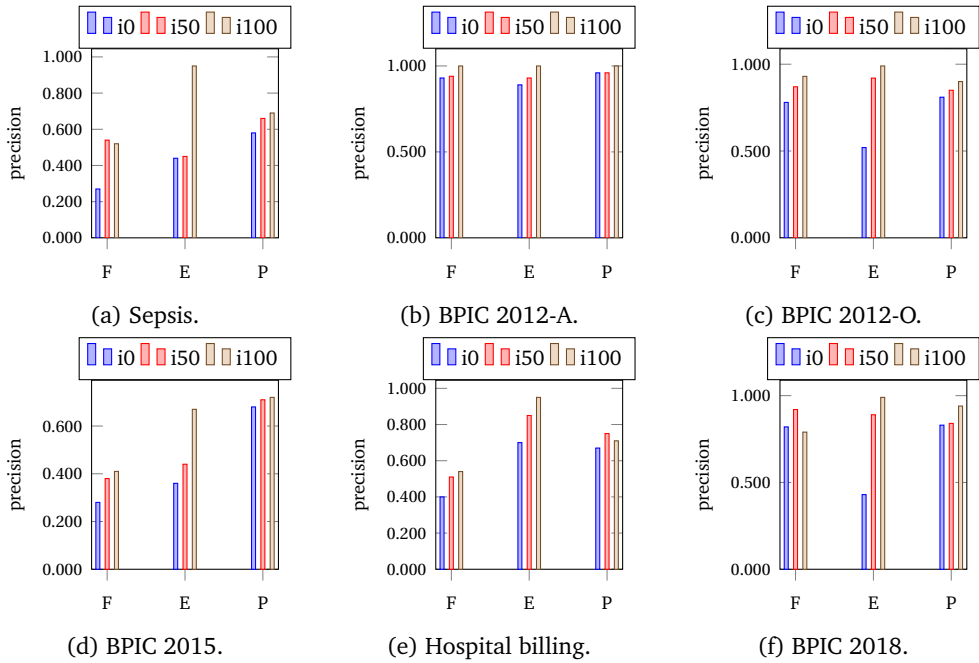 i0 i50 i100
1.000
0.800
0.600
0.400
0.200
0.000
precision
F E P
(a) Sepsis.
i0 i50 i100
1.000
0.500
0.000
precision
F E P
(b) BPIC 2012-A.
i0 i50 i100
1.000
0.500
0.000
precision
F E P
(c) BPIC 2012-O.
i0 i50 i100
0.600
0.400
0.200
0.000
precision
F E P
(d) BPIC 2015.
i0 i50 i100
1.000
0.800
0.600
0.400
0.200
0.000
precision
F E P
(e) Hospital billing.
i0 i50 i100
1.000
0.500
0.000
precision
F E P
(f) BPIC 2018.